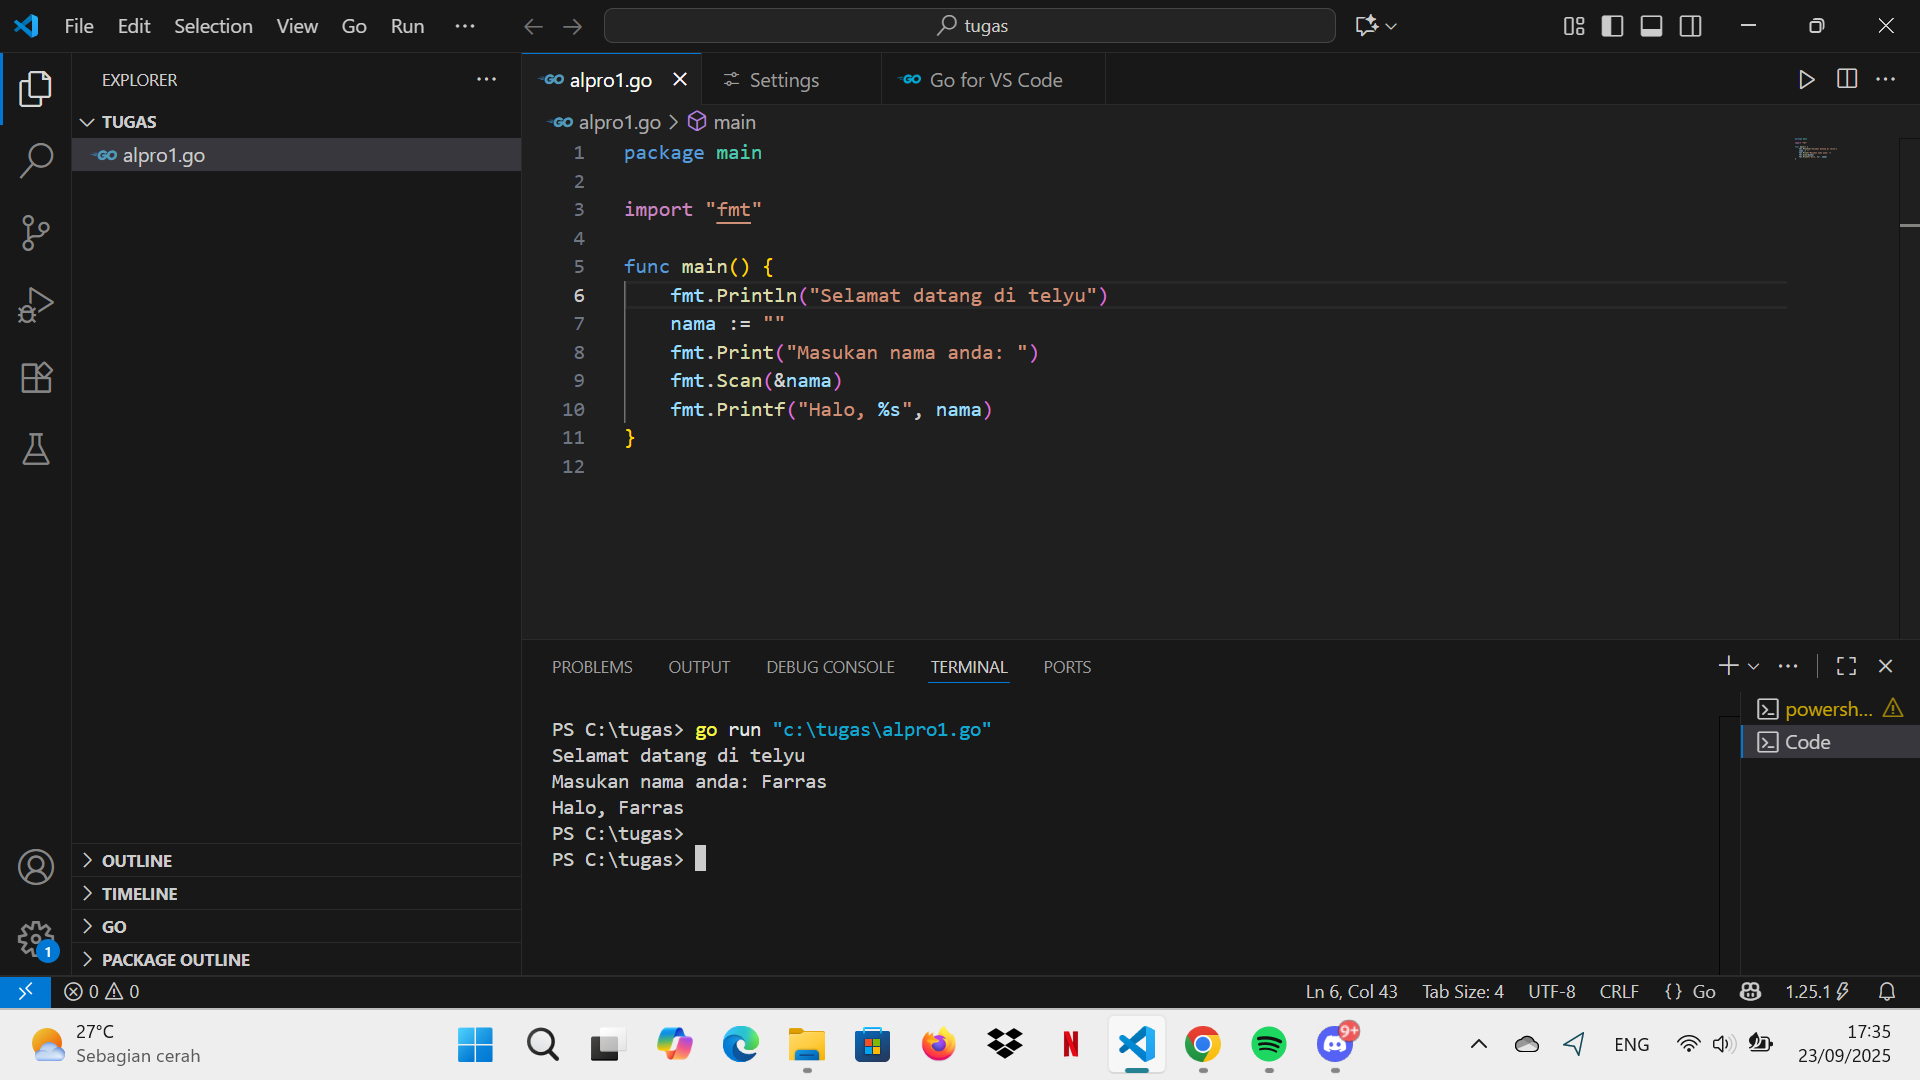 File Edit Selection View Go Run ··· tugas
EXPLORER ···
TUGAS
alpro1.go
OUTLINE
TIMELINE
GO
PACKAGE OUTLINE
1
alpro1.go Settings Go for VS Code
alpro1.go > main
1 package main
2
3 import "fmt"
4
5 func main() {
6 fmt.Println("Selamat datang di telyu")
7 nama := ""
8 fmt.Print("Masukan nama anda: ")
9 fmt.Scan(&nama)
10 fmt.Printf("Halo, %s", nama)
11 }
12
PROBLEMS OUTPUT DEBUG CONSOLE TERMINAL PORTS
PS C:\tugas> go run "c:\tugas\alpro1.go"
Selamat datang di telyu
Masukan nama anda: Farras
Halo, Farras
PS C:\tugas>
PS C:\tugas>
powersh...
Code
0 0 Ln 6, Col 43 Tab Size: 4 UTF-8 CRLF {} Go 1.25.1
27°C
Sebagian cerah
N
9+
ENG
17:35
23/09/2025